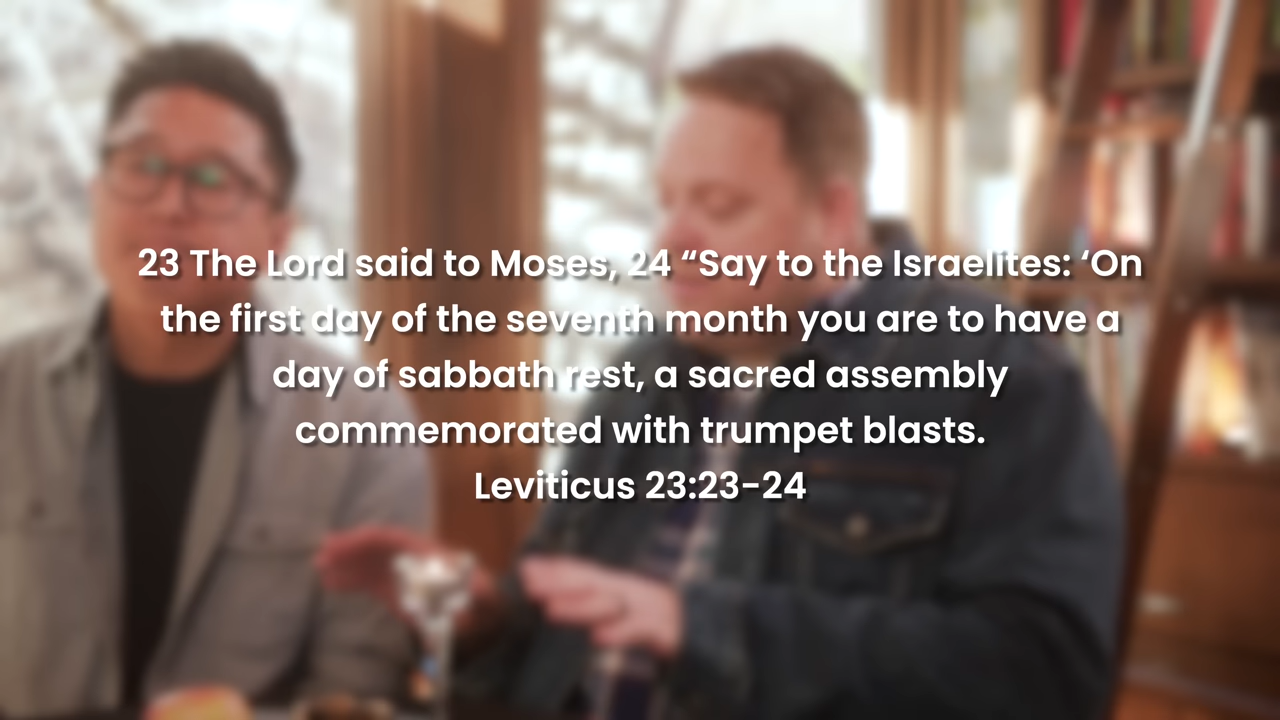 23 The Lord said to Moses, 24 “Say to the Israelites: ‘On
the first day of the seventh month you are to have a
day of sabbath rest, a sacred assembly
commemorated with trumpet blasts.
Leviticus 23:23-24